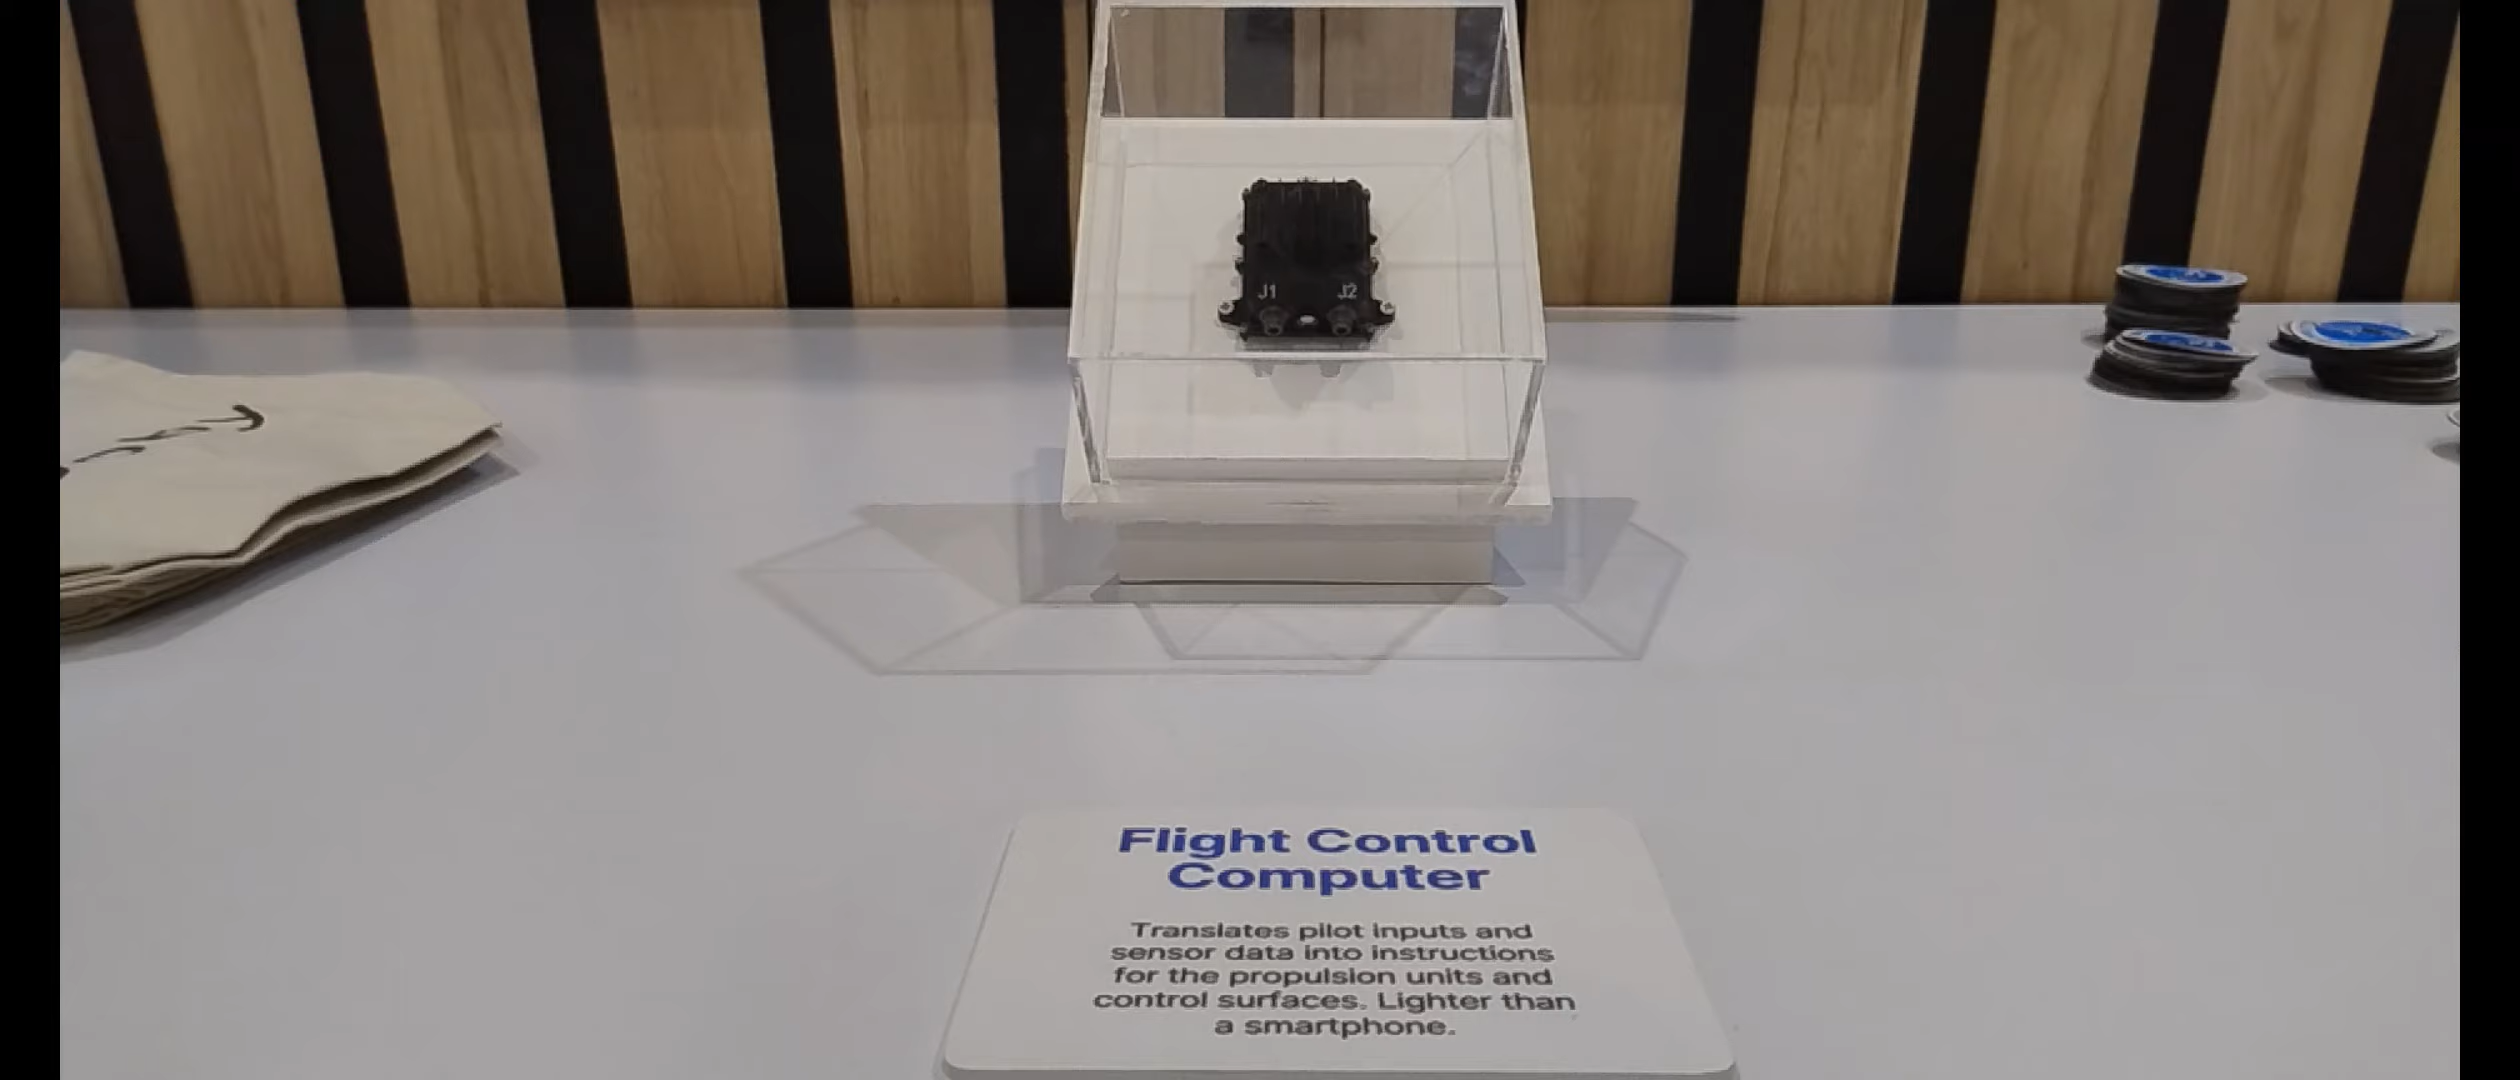 J1 J2
Flight Control
Computer
Translates pilot inputs and
sensor data into instructions
for the propulsion units and
control surfaces. Lighter than
a smartphone.